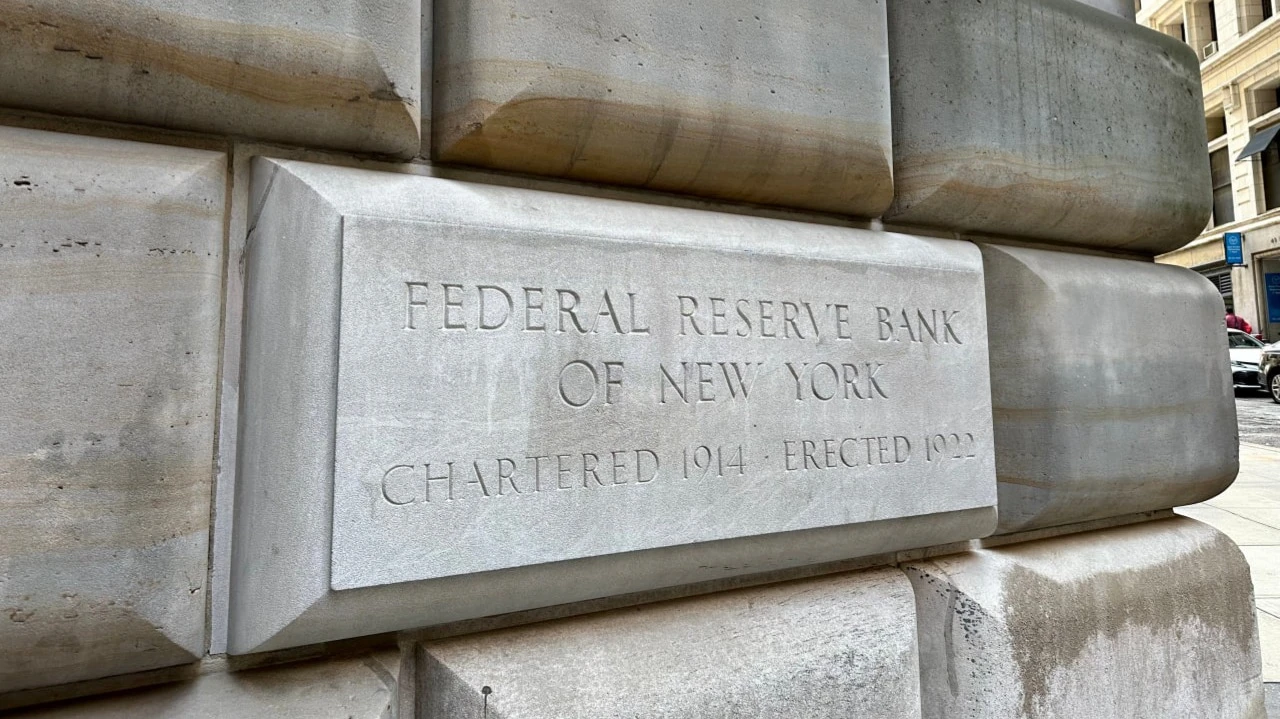 FEDERAL RESERVE BANK
OF NEW YORK
CHARTERED 1914 · ERECTED 1922